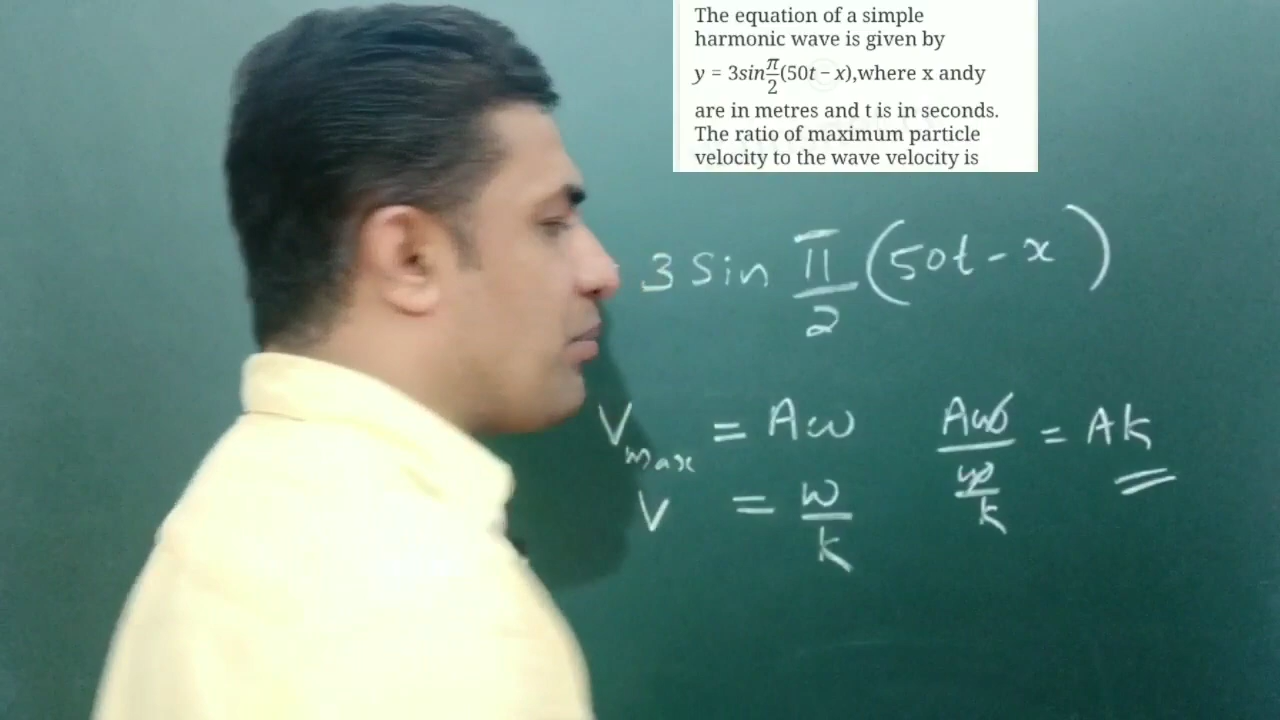 The equation of a simple
harmonic wave is given by
y = 3sin π/2 (50t − x),where x andy
are in metres and t is in seconds.
The ratio of maximum particle
velocity to the wave velocity is
3 Sin π/2 (50t - x)
Vmax = Aω
Aω/(ω/k) = Ak
V = ω/k